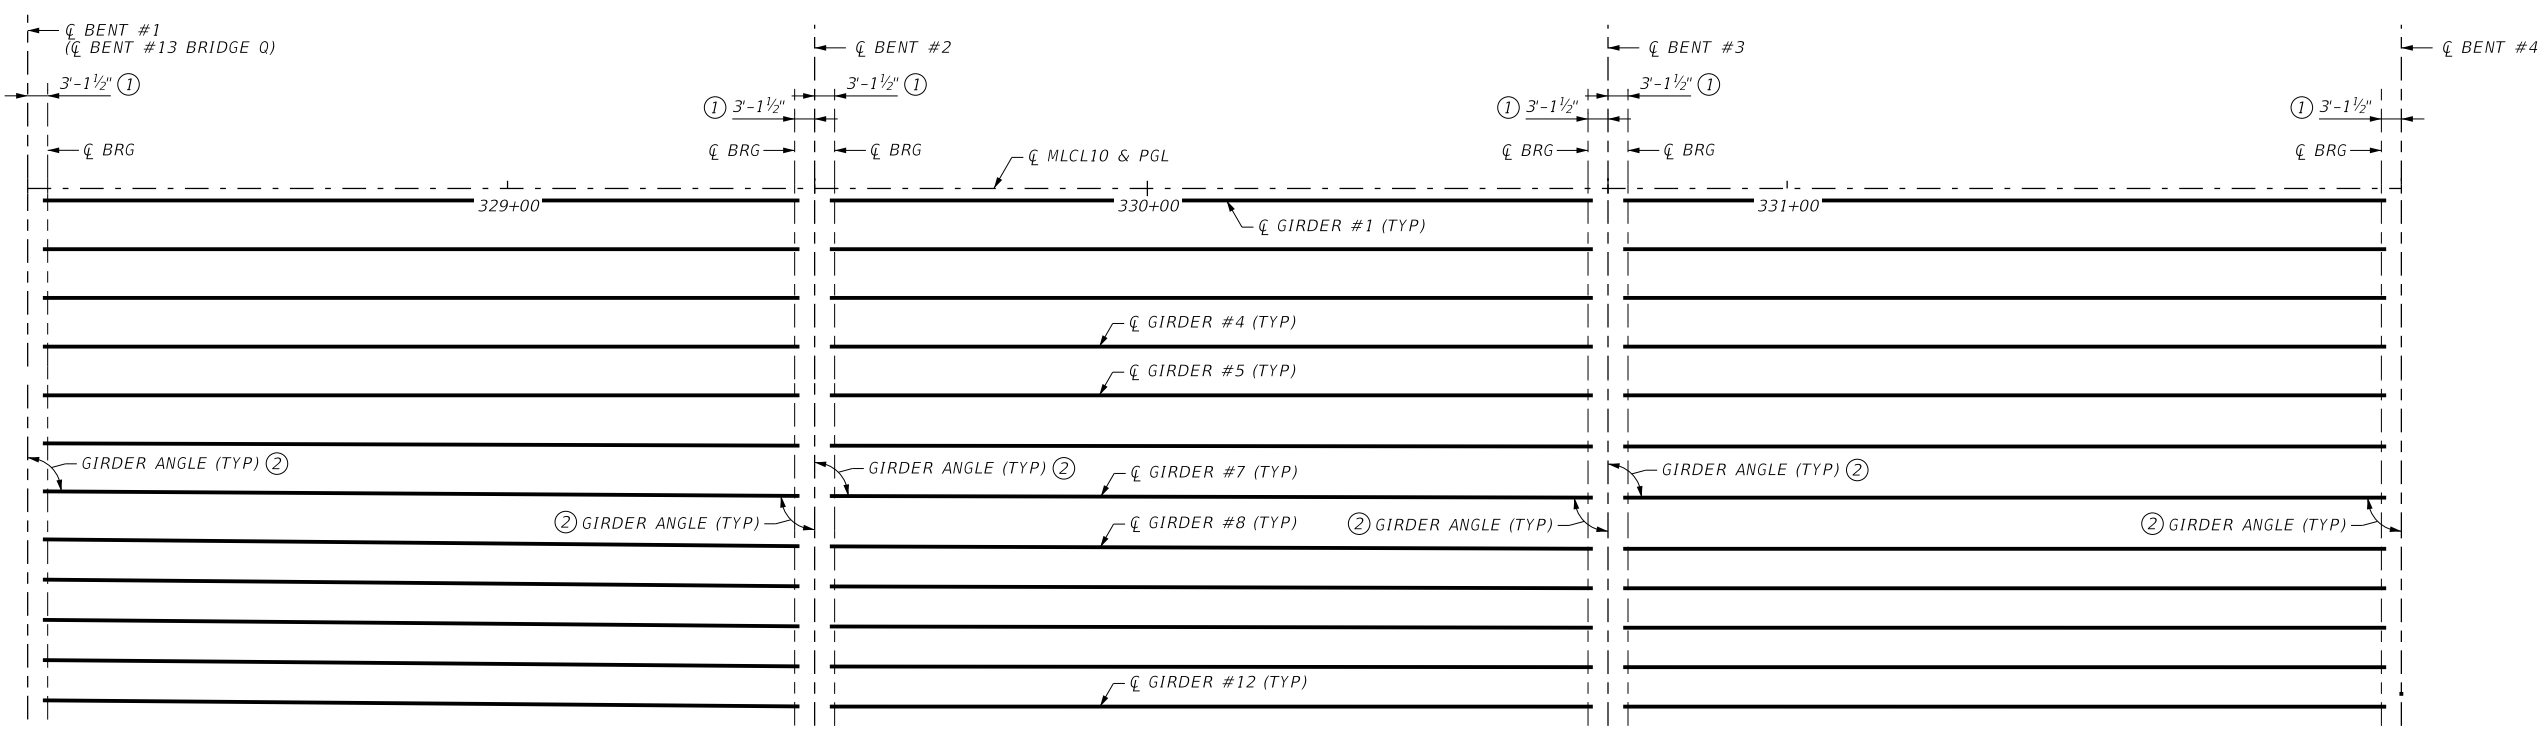 ℄ BENT #1
(℄ BENT #13 BRIDGE Q)
℄ BENT #2
℄ BENT #3
℄ BENT #4
3'-1½" ①
3'-1½" ①
3'-1½" ①
① 3'-1½"
① 3'-1½"
① 3'-1½"
℄ BRG
℄ BRG
℄ BRG
℄ BRG
℄ BRG
℄ BRG
℄ MLCL10 & PGL
329+00
330+00
331+00
℄ GIRDER #1 (TYP)
℄ GIRDER #4 (TYP)
℄ GIRDER #5 (TYP)
GIRDER ANGLE (TYP) ②
GIRDER ANGLE (TYP) ②
℄ GIRDER #7 (TYP)
GIRDER ANGLE (TYP) ②
② GIRDER ANGLE (TYP)
℄ GIRDER #8 (TYP)
② GIRDER ANGLE (TYP)
② GIRDER ANGLE (TYP)
℄ GIRDER #12 (TYP)